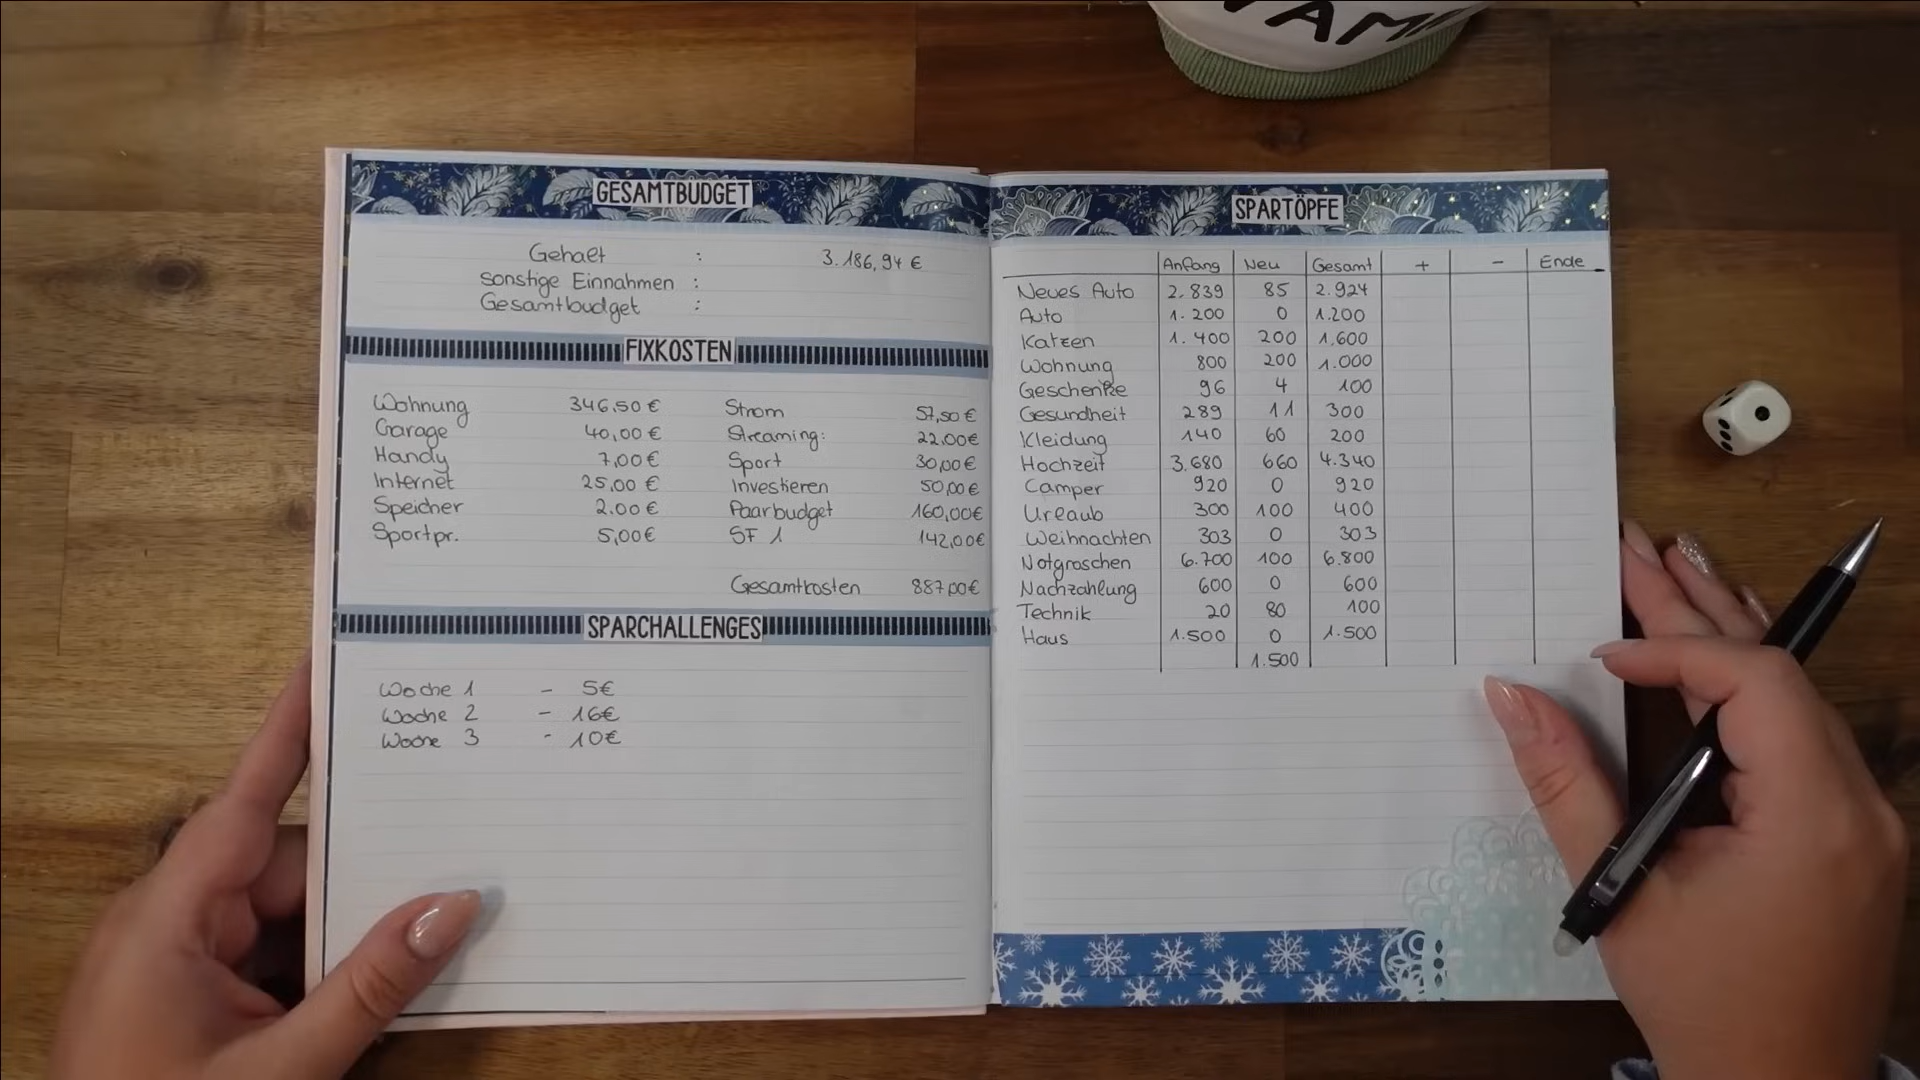 VAM
GESAMTBUDGET
Gehalt : 3.186,94 €
sonstige Einnahmen :
Gesamtbudget :
FIXKOSTEN
Wohnung 346,50 € Strom 57,50 €
Garage 40,00 € Streaming: 22,00€
Handy 7,00 € Sport 30,00 €
Internet 25,00 € Investieren 50,00 €
Speicher 2.00 € Paarbudget 160,00€
Sportpr. 5,00€ SF 1 142,00€
Gesamtkosten 887,00€
SPARCHALLENGES
Woche 1 - 5€
Woche 2 - 16€
Woche 3 - 10€
SPARTÖPFE
Anfang Neu Gesamt + - Ende
Neues Auto 2.839 85 2.924
Auto 1.200 0 1.200
Katzen 1.400 200 1.600
Wohnung 800 200 1.000
Geschenke 96 4 100
Gesundheit 289 11 300
Kleidung 140 60 200
Hochzeit 3.680 660 4.340
Camper 920 0 920
Urlaub 300 100 400
Weihnachten 303 0 303
Notgroschen 6.700 100 6.800
Nachzahlung 600 0 600
Technik 20 80 100
Haus 1.500 0 1.500
1.500